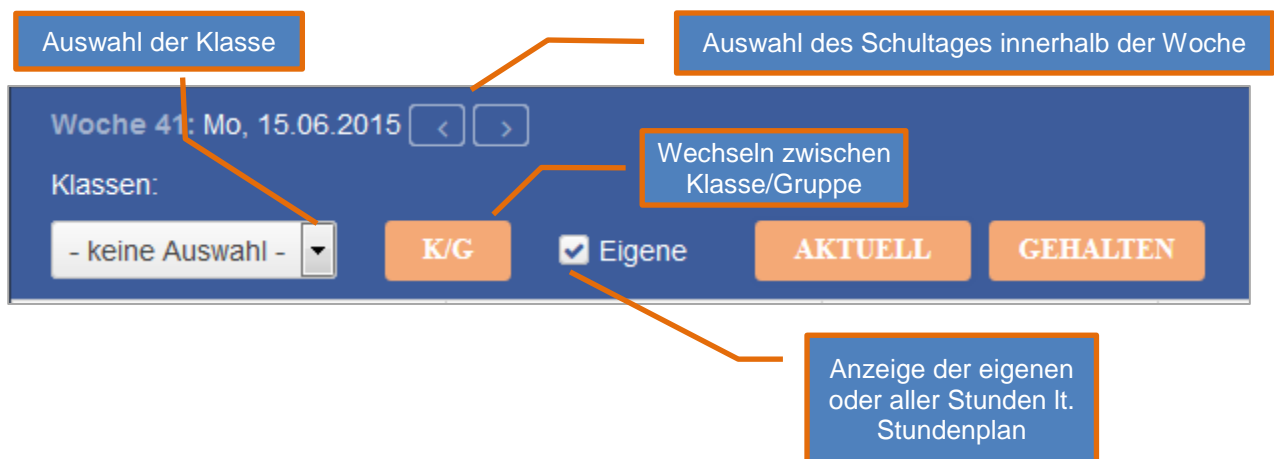 Auswahl der Klasse
Auswahl des Schultages innerhalb der Woche
Woche 41: Mo, 15.06.2015 < >
Wechseln zwischen
Klasse/Gruppe
Klassen:
- keine Auswahl -
K/G
Eigene
AKTUELL
GEHALTEN
Anzeige der eigenen
oder aller Stunden lt.
Stundenplan